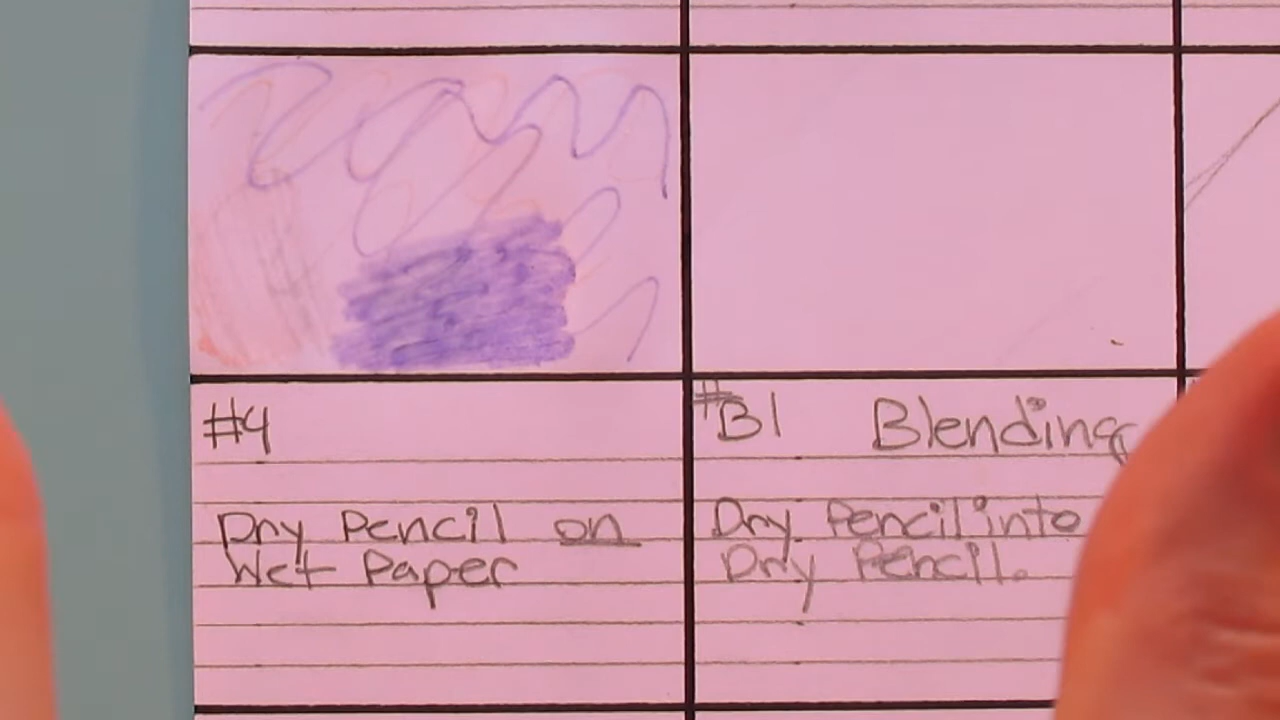 #4
Dry Pencil on
Wet Paper
#B1 Blending
Dry Pencil into
Dry Pencil.